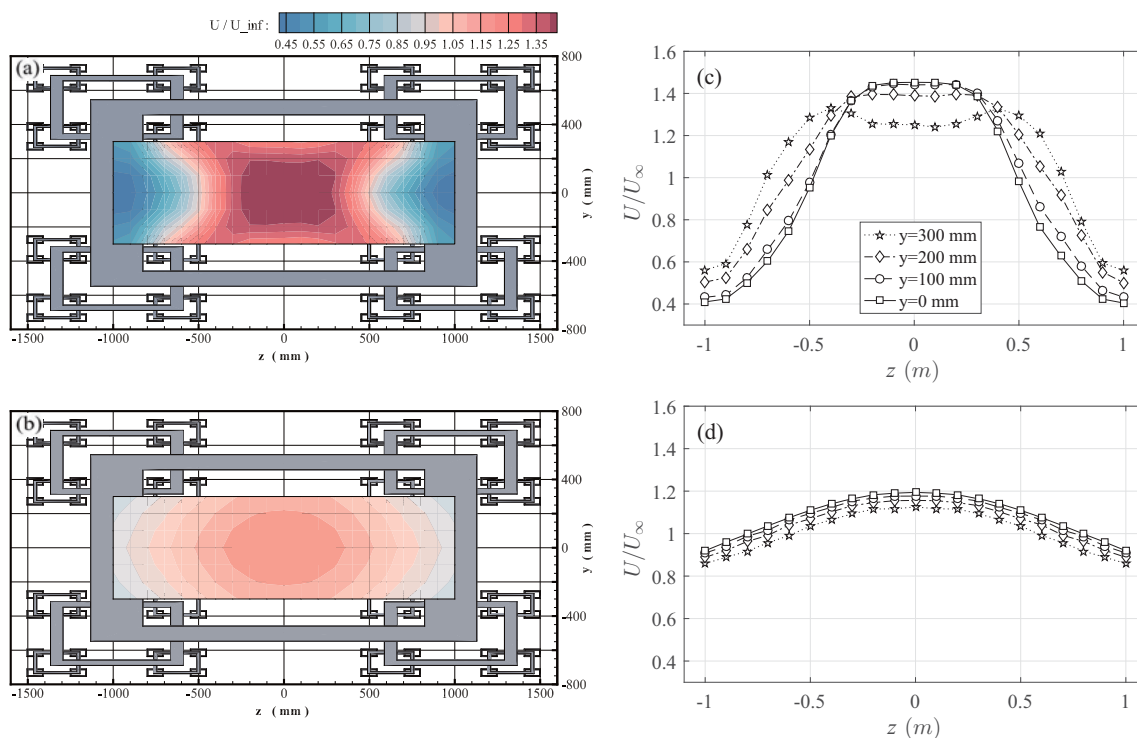 U / U_inf :
0.45 0.55 0.65 0.75 0.85 0.95 1.05 1.15 1.25 1.35
(a)
800
400
0
-400
-800
y (mm)
-1500 -1000 -500 0 500 1000 1500
z (mm)
(c)
1.6
1.4
1.2
1
0.8
0.6
0.4
U/U∞
y=300 mm
y=200 mm
y=100 mm
y=0 mm
-1 -0.5 0 0.5 1
z (m)
(b)
800
400
0
-400
-800
y (mm)
-1500 -1000 -500 0 500 1000 1500
z (mm)
(d)
1.6
1.4
1.2
1
0.8
0.6
0.4
U/U∞
-1 -0.5 0 0.5 1
z (m)